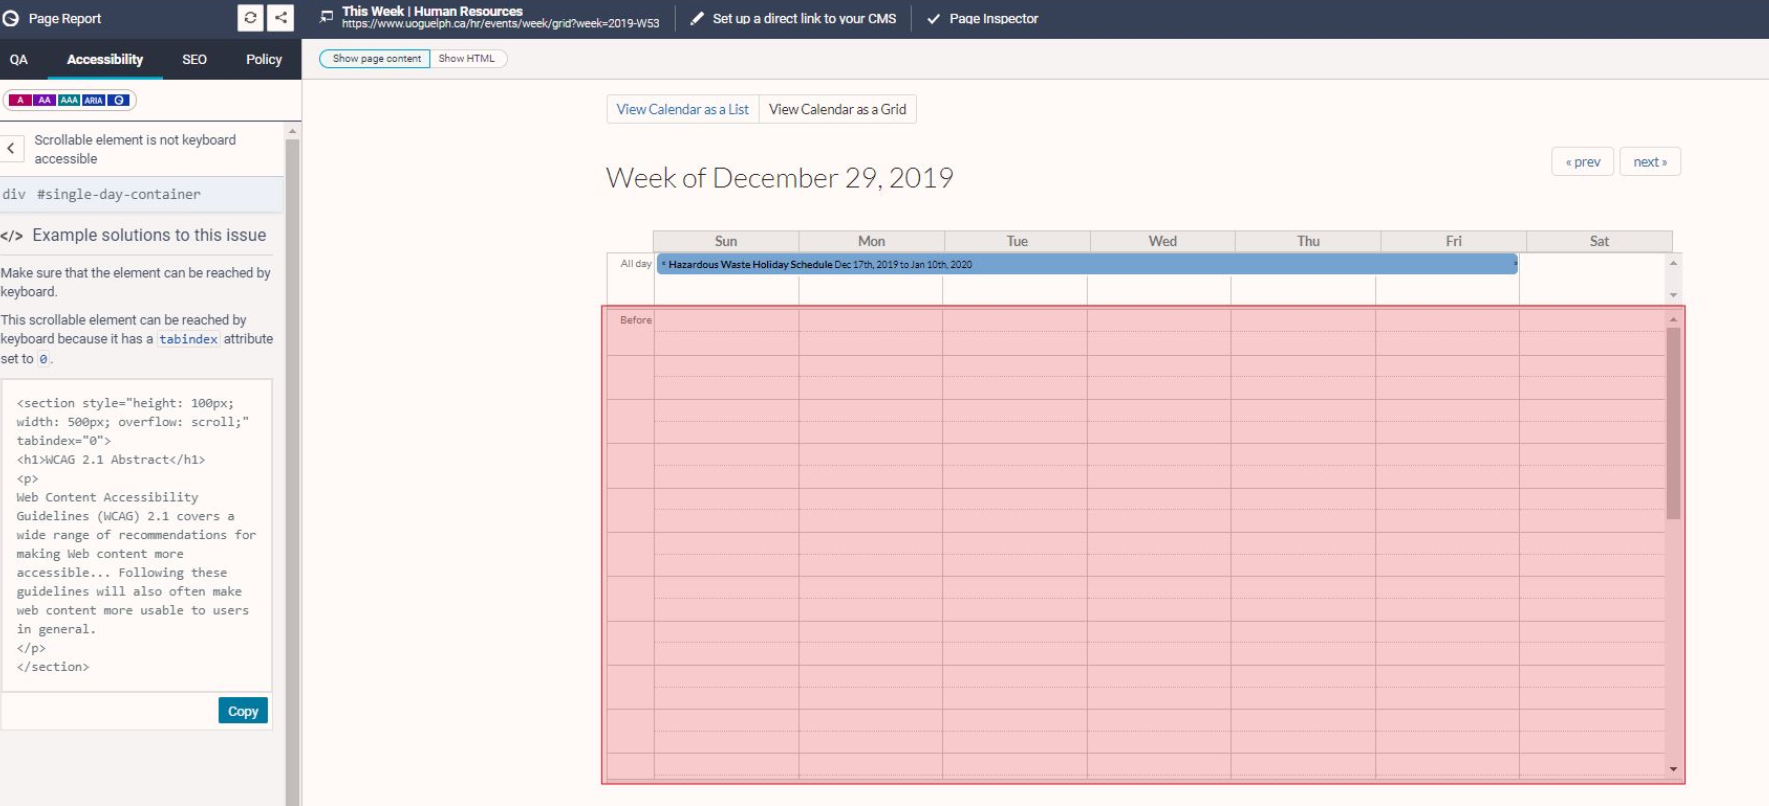 Page Report
This Week | Human Resources
https://www.uoguelph.ca/hr/events/week/grid?week=2019-W53
Set up a direct link to your CMS
Page Inspector
QA Accessibility SEO Policy
Show page content Show HTML
A AA AAA ARIA
Scrollable element is not keyboard
accessible
div #single-day-container
</> Example solutions to this issue
Make sure that the element can be reached by
keyboard.
This scrollable element can be reached by
keyboard because it has a tabindex attribute
set to 0.
<section style="height: 100px;
width: 500px; overflow: scroll;"
tabindex="0">
<h1>WCAG 2.1 Abstract</h1>
<p>
Web Content Accessibility
Guidelines (WCAG) 2.1 covers a
wide range of recommendations for
making Web content more
accessible... Following these
guidelines will also often make
web content more usable to users
in general.
</p>
</section>
Copy
View Calendar as a List View Calendar as a Grid
« prev next »
Week of December 29, 2019
Sun Mon Tue Wed Thu Fri Sat
All day « Hazardous Waste Holiday Schedule Dec 17th, 2019 to Jan 10th, 2020 »
Before